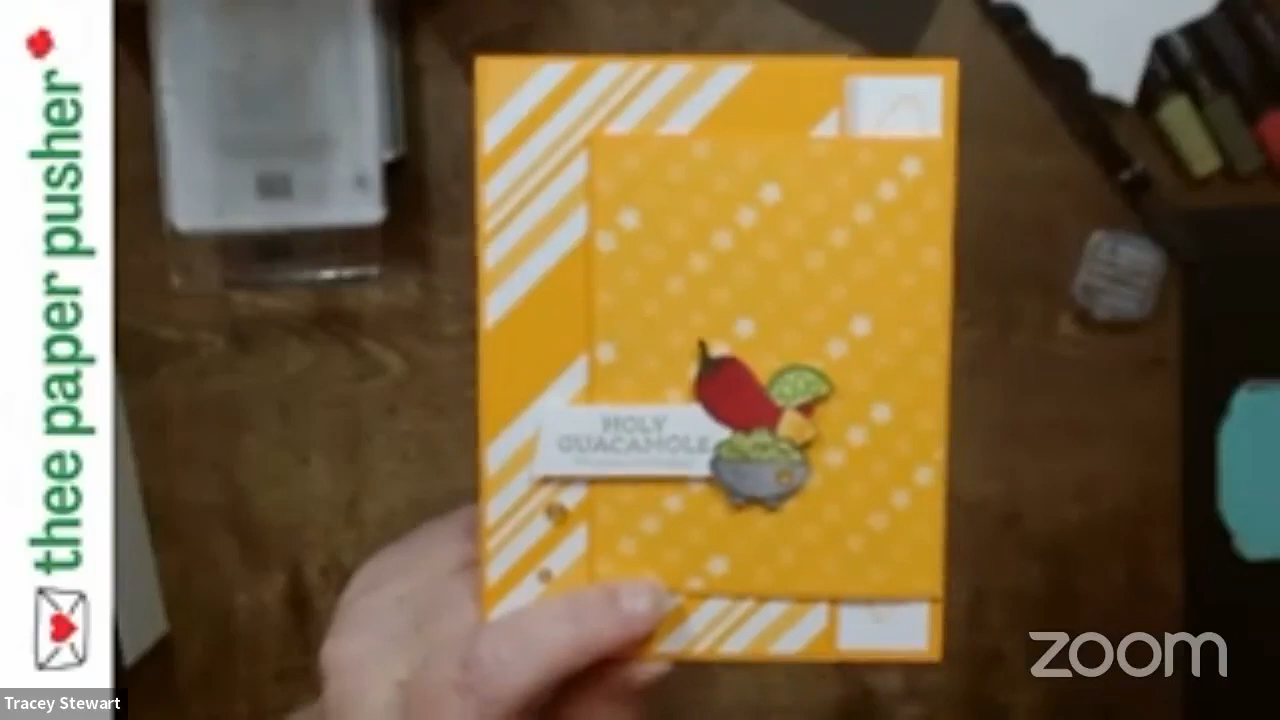 thee paper pusher
HOLY
GUACAMOLE
zoom
Tracey Stewart